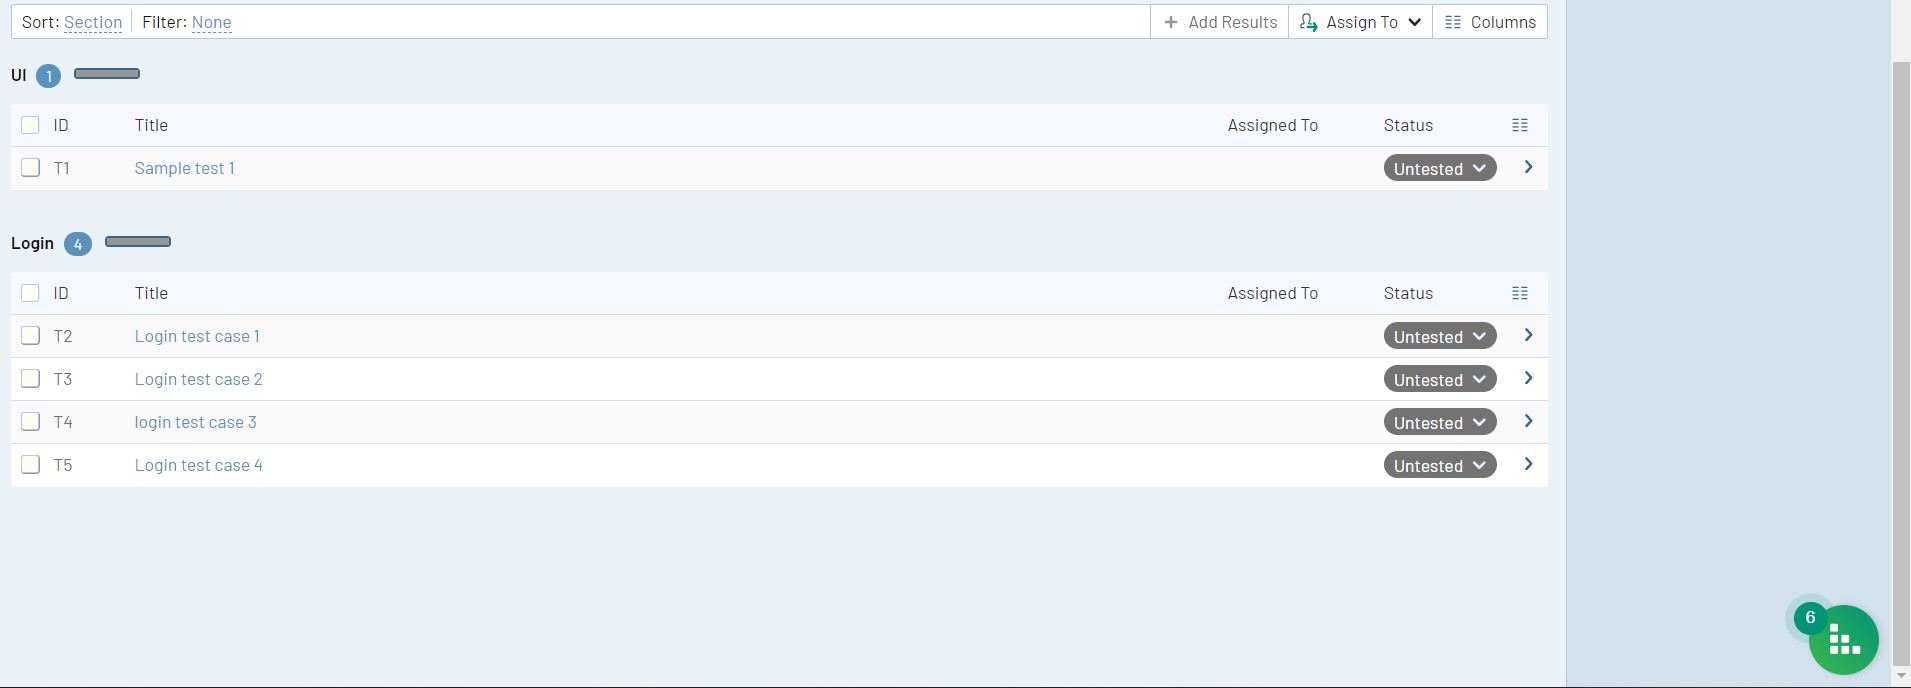 Sort: Section Filter: None Add Results Assign To Columns
UI 1
ID Title Assigned To Status
T1 Sample test 1 Untested
Login 4
ID Title Assigned To Status
T2 Login test case 1 Untested
T3 Login test case 2 Untested
T4 login test case 3 Untested
T5 Login test case 4 Untested
6